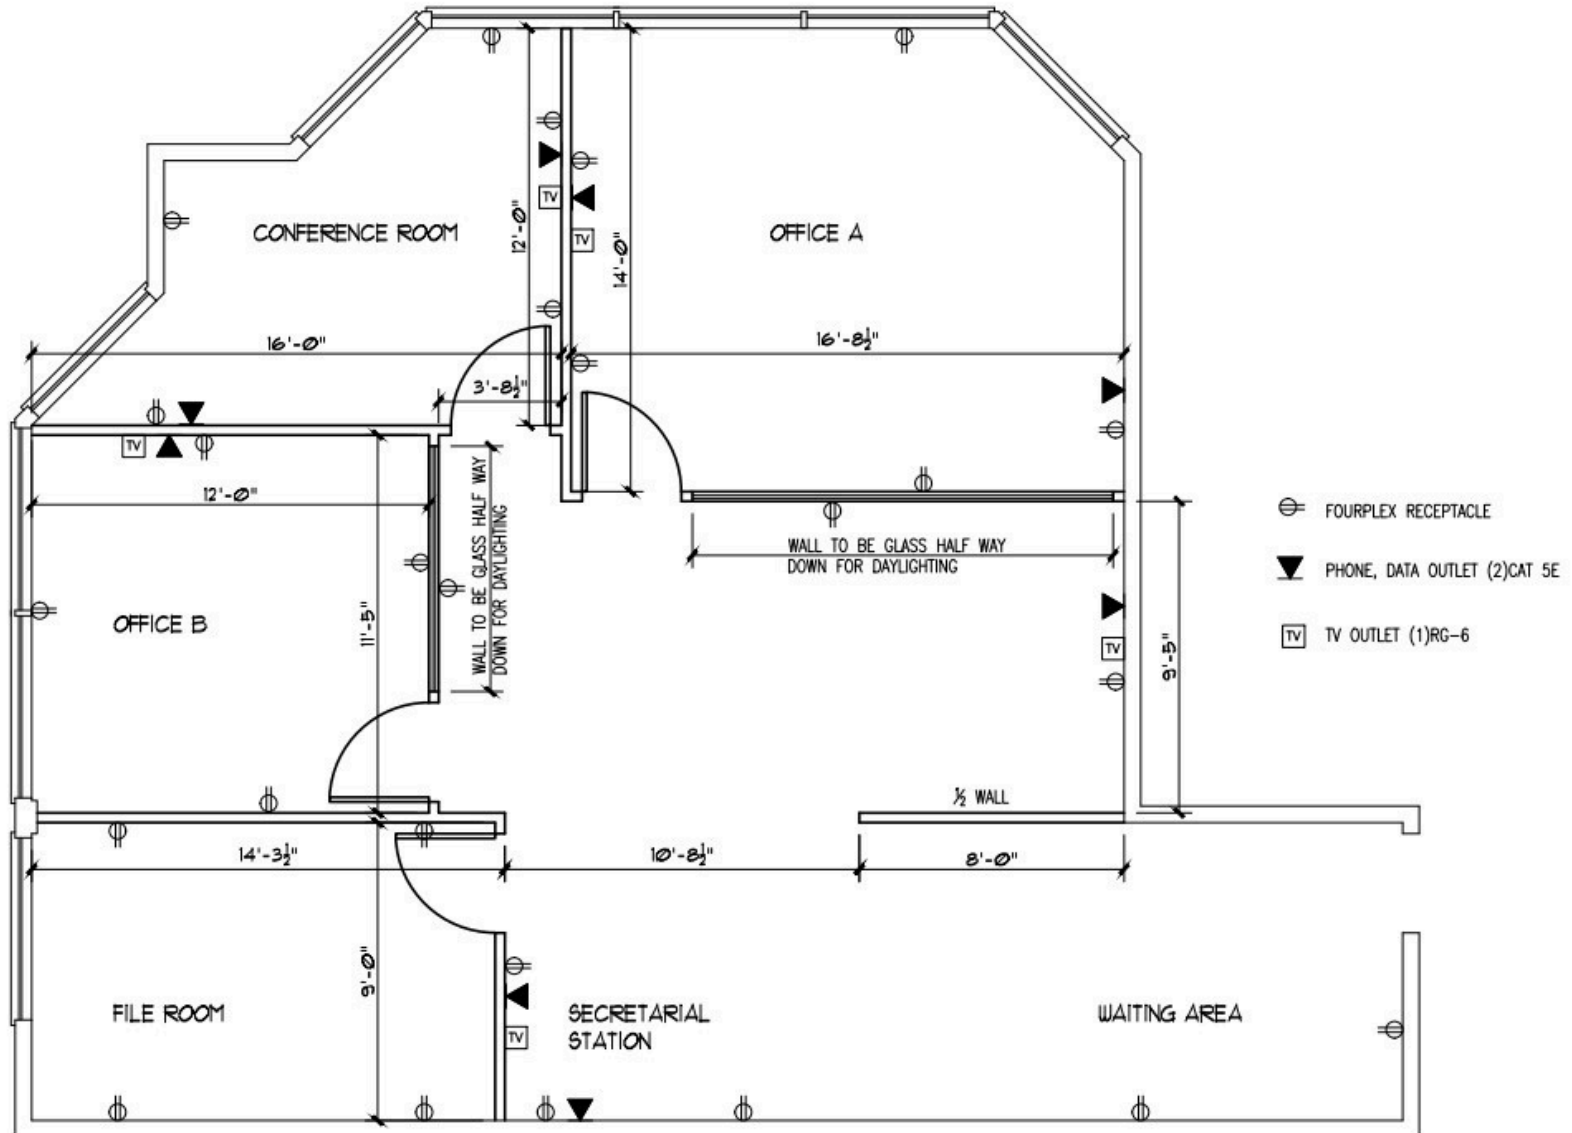 TV
CONFERENCE ROOM
12'-0"
TV
14'-0"
OFFICE A
16'-0"
16'-8½"
3'-8½"
TV
12'-0"
WALL TO BE GLASS HALF WAY
DOWN FOR DAYLIGHTING
WALL TO BE GLASS HALF WAY
DOWN FOR DAYLIGHTING
FOURPLEX RECEPTACLE
PHONE, DATA OUTLET (2)CAT 5E
TV TV OUTLET (1)RG-6
OFFICE B
11'-5"
TV
9'-5"
½ WALL
14'-3½"
10'-8½"
8'-0"
9'-0"
FILE ROOM
TV
SECRETARIAL
STATION
WAITING AREA